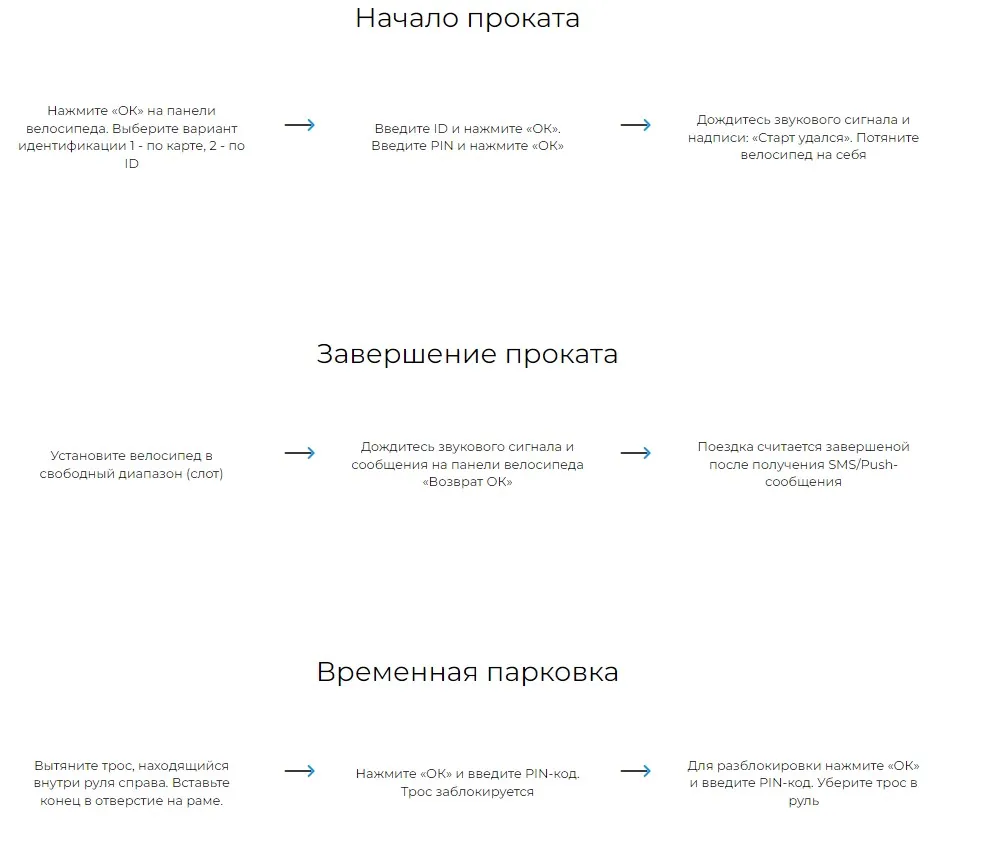 Начало проката
Нажмите «ОК» на панели
велосипеда. Выберите вариант
идентификации 1 - по карте, 2 - по
ID
Введите ID и нажмите «ОК».
Введите PIN и нажмите «ОК»
Дождитесь звукового сигнала и
надписи: «Старт удался». Потяните
велосипед на себя
Завершение проката
Установите велосипед в
свободный диапазон (слот)
Дождитесь звукового сигнала и
сообщения на панели велосипеда
«Возврат ОК»
Поездка считается завершеной
после получения SMS/Push-
сообщения
Временная парковка
Вытяните трос, находящийся
внутри руля справа. Вставьте
конец в отверстие на раме.
Нажмите «ОК» и введите PIN-код.
Трос заблокируется
Для разблокировки нажмите «ОК»
и введите PIN-код. Уберите трос в
руль